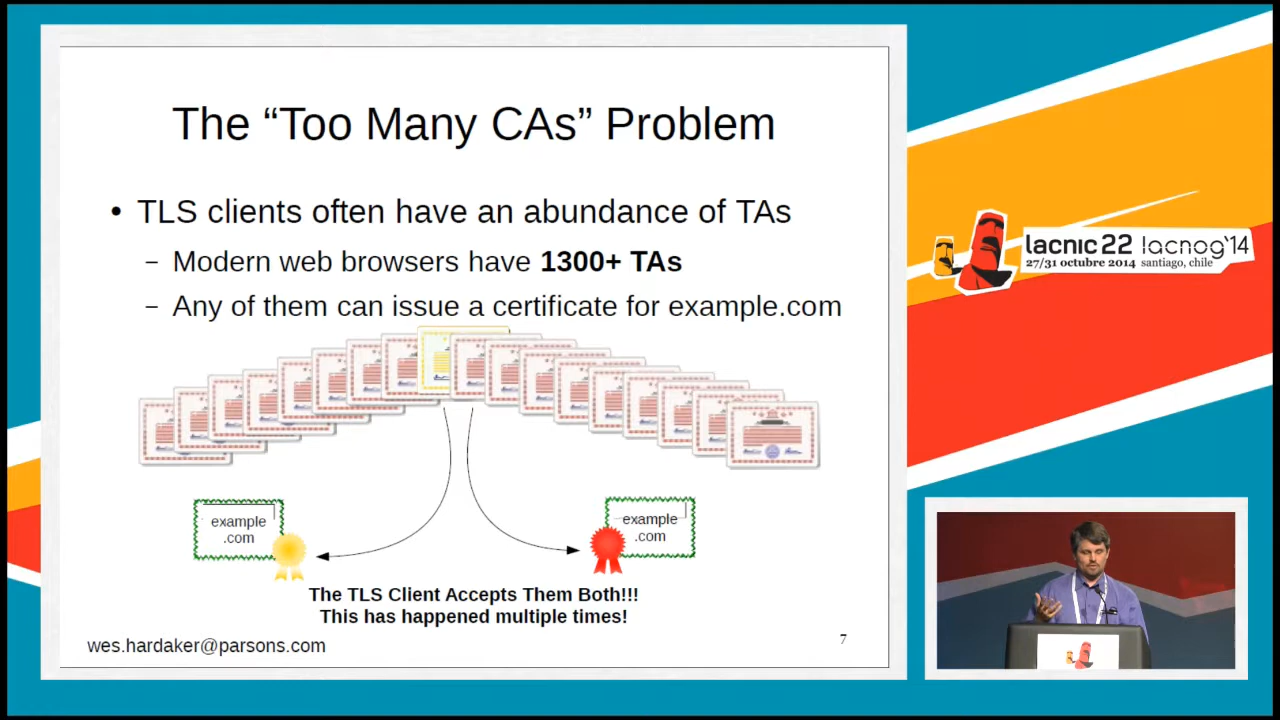 The “Too Many CAs” Problem
• TLS clients often have an abundance of TAs
– Modern web browsers have 1300+ TAs
– Any of them can issue a certificate for example.com
example
.com
example
.com
The TLS Client Accepts Them Both!!!
This has happened multiple times!
wes.hardaker@parsons.com
7
lacnic 22 lacnog'14
27/31 octubre 2014 santiago, chile